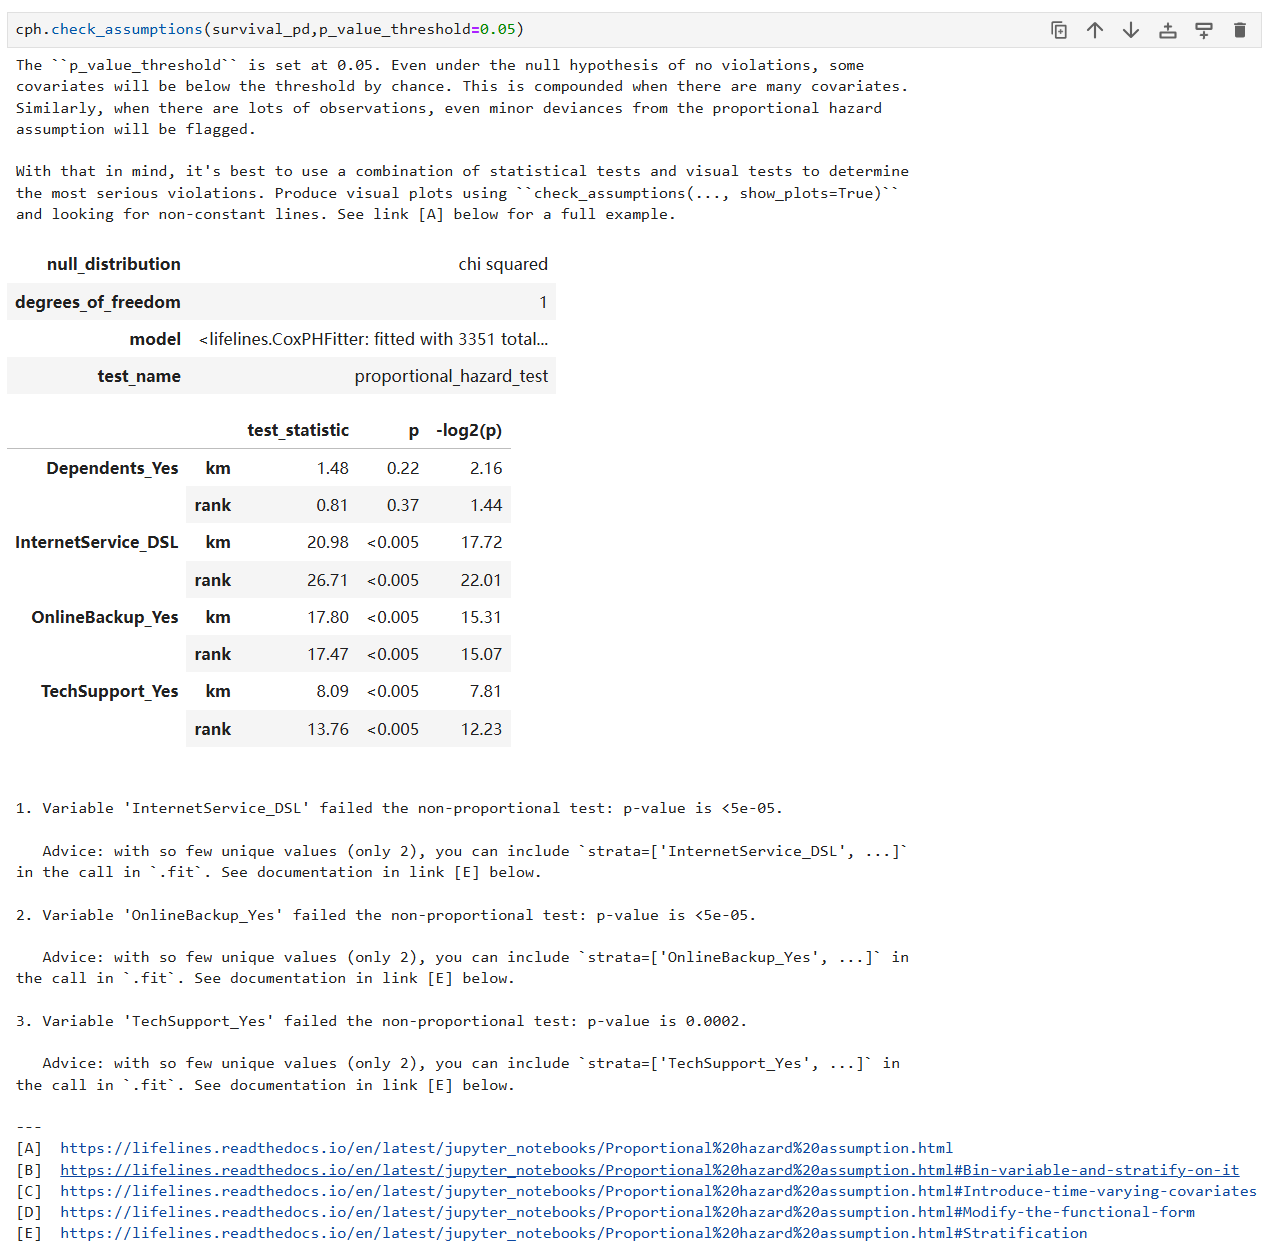 cph.check_assumptions(survival_pd,p_value_threshold=0.05)
The ``p_value_threshold`` is set at 0.05. Even under the null hypothesis of no violations, some
covariates will be below the threshold by chance. This is compounded when there are many covariates.
Similarly, when there are lots of observations, even minor deviances from the proportional hazard
assumption will be flagged.
With that in mind, it's best to use a combination of statistical tests and visual tests to determine
the most serious violations. Produce visual plots using ``check_assumptions(..., show_plots=True)``
and looking for non-constant lines. See link [A] below for a full example.
null_distribution chi squared
degrees_of_freedom 1
model <lifelines.CoxPHFitter: fitted with 3351 total...
test_name proportional_hazard_test
test_statistic p -log2(p)
Dependents_Yes km 1.48 0.22 2.16
rank 0.81 0.37 1.44
InternetService_DSL km 20.98 <0.005 17.72
rank 26.71 <0.005 22.01
OnlineBackup_Yes km 17.80 <0.005 15.31
rank 17.47 <0.005 15.07
TechSupport_Yes km 8.09 <0.005 7.81
rank 13.76 <0.005 12.23
1. Variable 'InternetService_DSL' failed the non-proportional test: p-value is <5e-05.
Advice: with so few unique values (only 2), you can include `strata=['InternetService_DSL', ...]`
in the call in `.fit`. See documentation in link [E] below.
2. Variable 'OnlineBackup_Yes' failed the non-proportional test: p-value is <5e-05.
Advice: with so few unique values (only 2), you can include `strata=['OnlineBackup_Yes', ...]` in
the call in `.fit`. See documentation in link [E] below.
3. Variable 'TechSupport_Yes' failed the non-proportional test: p-value is 0.0002.
Advice: with so few unique values (only 2), you can include `strata=['TechSupport_Yes', ...]` in
the call in `.fit`. See documentation in link [E] below.
---
[A] https://lifelines.readthedocs.io/en/latest/jupyter_notebooks/Proportional%20hazard%20assumption.html
[B] https://lifelines.readthedocs.io/en/latest/jupyter_notebooks/Proportional%20hazard%20assumption.html#Bin-variable-and-stratify-on-it
[C] https://lifelines.readthedocs.io/en/latest/jupyter_notebooks/Proportional%20hazard%20assumption.html#Introduce-time-varying-covariates
[D] https://lifelines.readthedocs.io/en/latest/jupyter_notebooks/Proportional%20hazard%20assumption.html#Modify-the-functional-form
[E] https://lifelines.readthedocs.io/en/latest/jupyter_notebooks/Proportional%20hazard%20assumption.html#Stratification